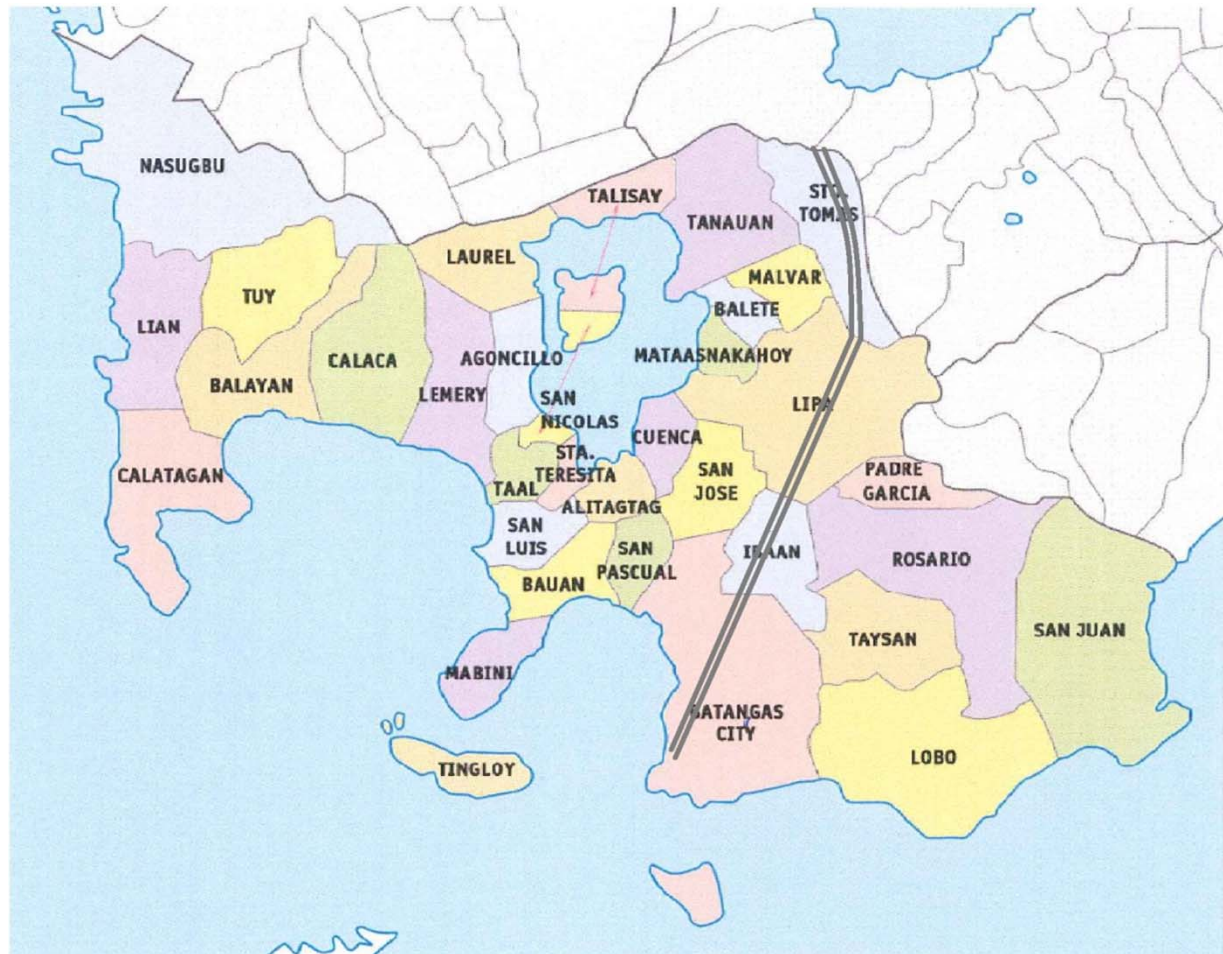 NASUGBU
TALISAY
STO.
TOMAS
TANAUAN
LAUREL
MALVAR
TUY
BALETE
LIAN
AGONCILLO
MATAASNAKAHOY
CALACA
BALAYAN
LEMERY
SAN
NICOLAS
LIPA
CUENCA
CALATAGAN
STA.
TERESITA
SAN
JOSE
PADRE
GARCIA
TAAL
ALITAGTAG
SAN
LUIS
SAN
PASCUAL
IBAAN
ROSARIO
BAUAN
TAYSAN
SAN JUAN
MABINI
BATANGAS
CITY
LOBO
TINGLOY